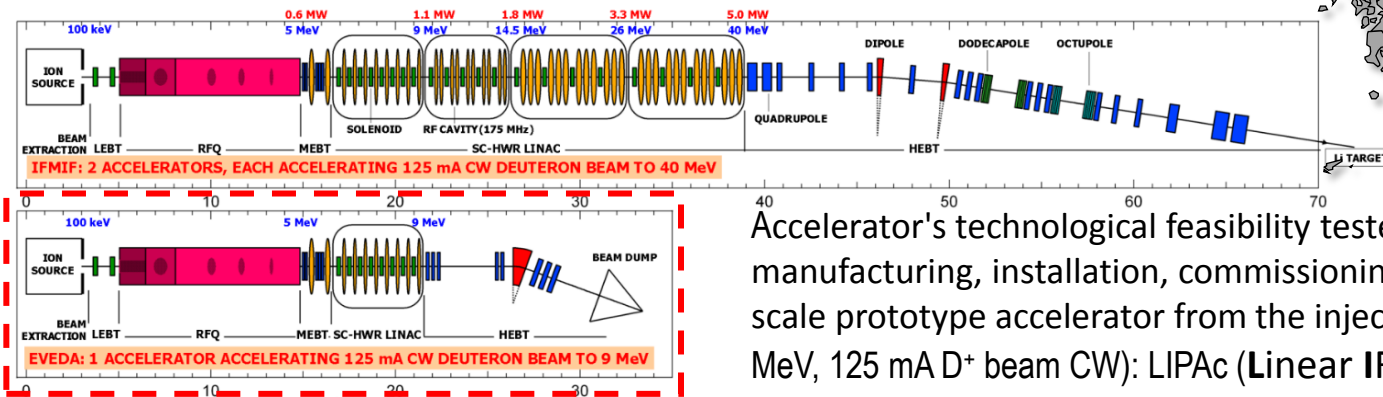 0.6 MW 1.1 MW 1.8 MW 3.3 MW 5.0 MW
100 keV 5 MeV 9 MeV 14.5 MeV 26 MeV 40 MeV
ION SOURCE
DIPOLE DODECAPOLE OCTUPOLE
SOLENOID RF CAVITY (175 MHz) QUADRUPOLE
BEAM EXTRACTION LEBT RFQ MEBT SC-HWR LINAC HEBT
Li TARGET
IFMIF: 2 ACCELERATORS, EACH ACCELERATING 125 mA CW DEUTERON BEAM TO 40 MeV
0 10 20 30 40 50 60 70
100 keV 5 MeV 9 MeV
ION SOURCE
BEAM DUMP
BEAM EXTRACTION LEBT RFQ MEBT SC-HWR LINAC HEBT
EVEDA: 1 ACCELERATOR ACCELERATING 125 mA CW DEUTERON BEAM TO 9 MeV
0 10 20 30
Accelerator's technological feasibility teste
manufacturing, installation, commissionin
scale prototype accelerator from the injec
MeV, 125 mA D⁺ beam CW): LIPAc (Linear IF